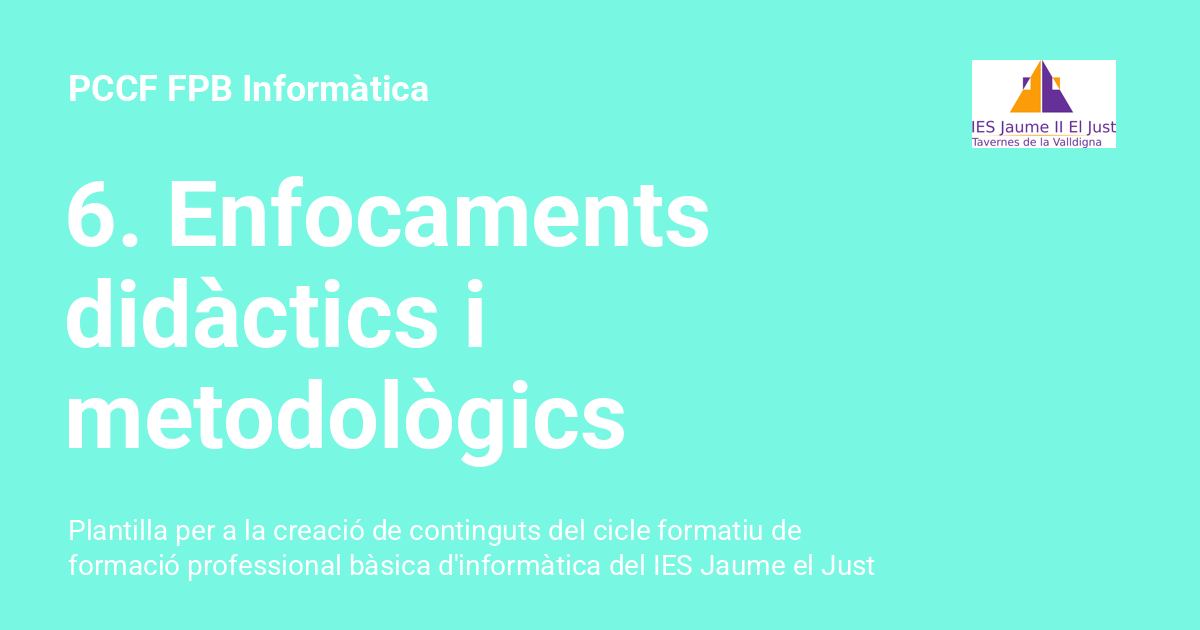 PCCF FPB Informàtica
IES Jaume II El Just
Tavernes de la Valldigna
6. Enfocaments
didàctics i
metodològics
Plantilla per a la creació de continguts del cicle formatiu de
formació professional bàsica d'informàtica del IES Jaume el Just